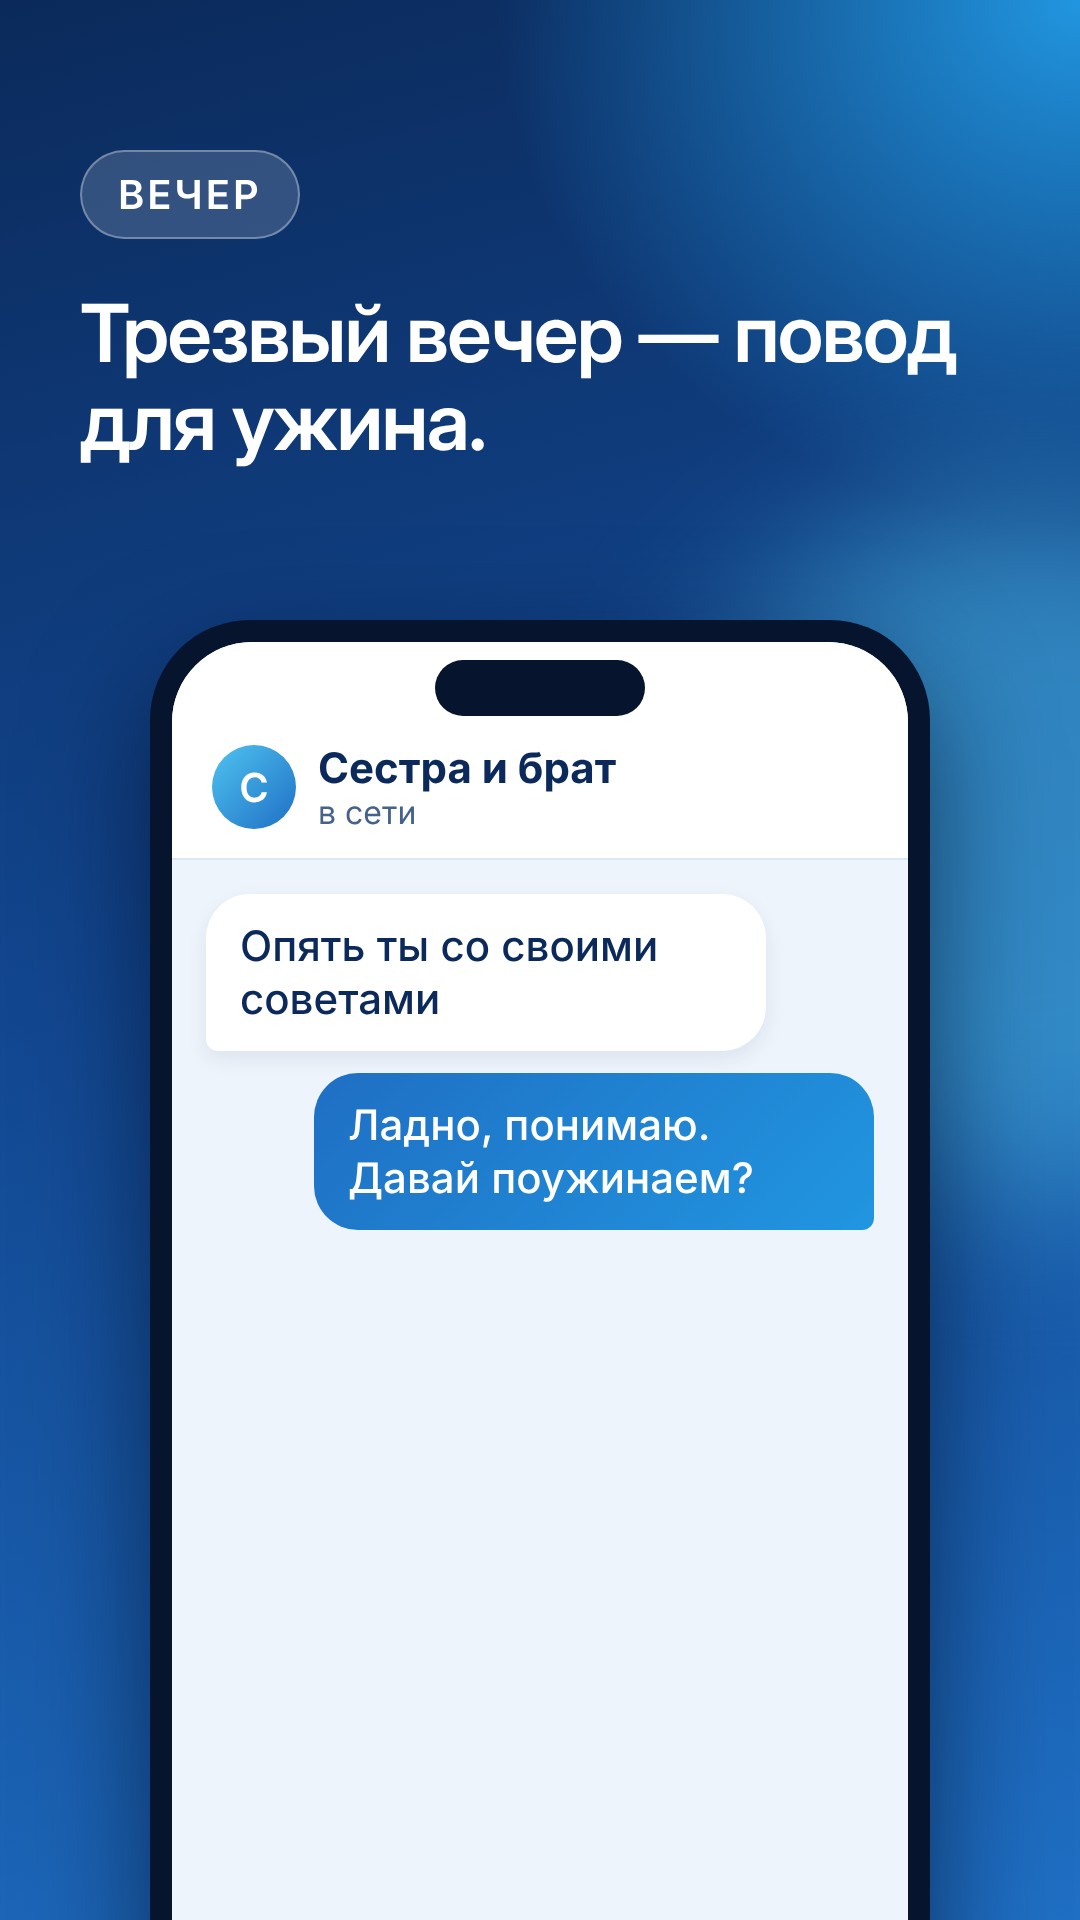 ВЕЧЕР
Трезвый вечер — повод
для ужина.
С
Сестра и брат
в сети
Опять ты со своими
советами
Ладно, понимаю.
Давай поужинаем?